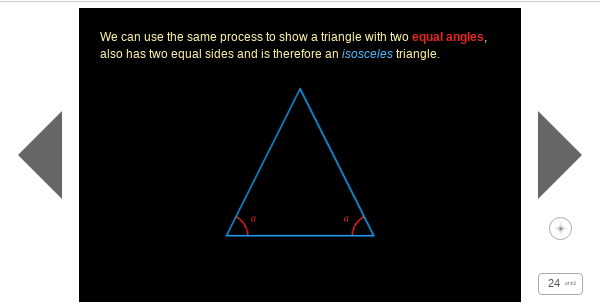 We can use the same process to show a triangle with two equal angles,
also has two equal sides and is therefore an isosceles triangle.
a a
24 of 43